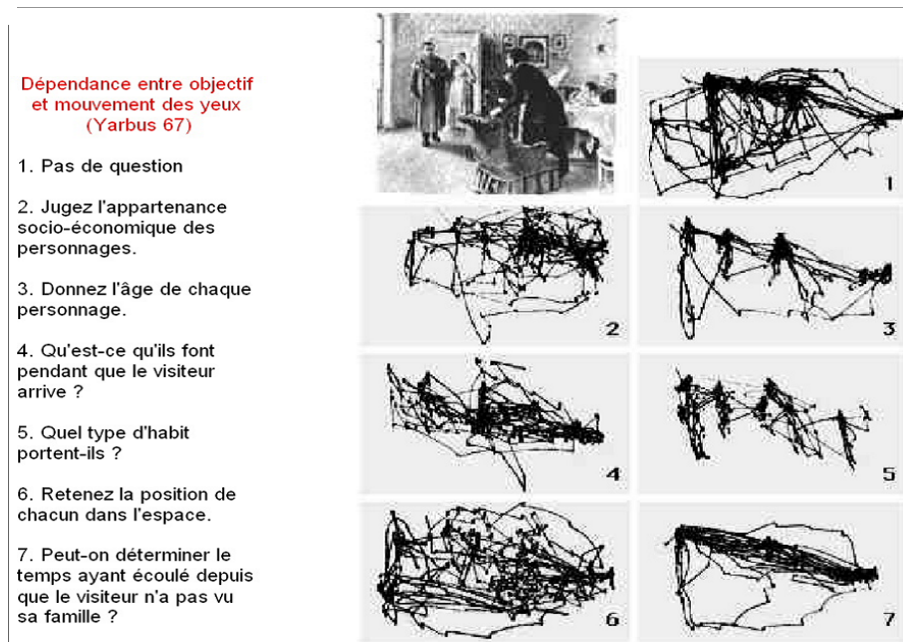 Dépendance entre objectif
et mouvement des yeux
(Yarbus 67)
1. Pas de question
2. Jugez l'appartenance
socio-économique des
personnages.
3. Donnez l'âge de chaque
personnage.
4. Qu'est-ce qu'ils font
pendant que le visiteur
arrive ?
5. Quel type d'habit
portent-ils ?
6. Retenez la position de
chacun dans l'espace.
7. Peut-on déterminer le
temps ayant écoulé depuis
que le visiteur n'a pas vu
sa famille ?
1
2
3
4
5
6
7